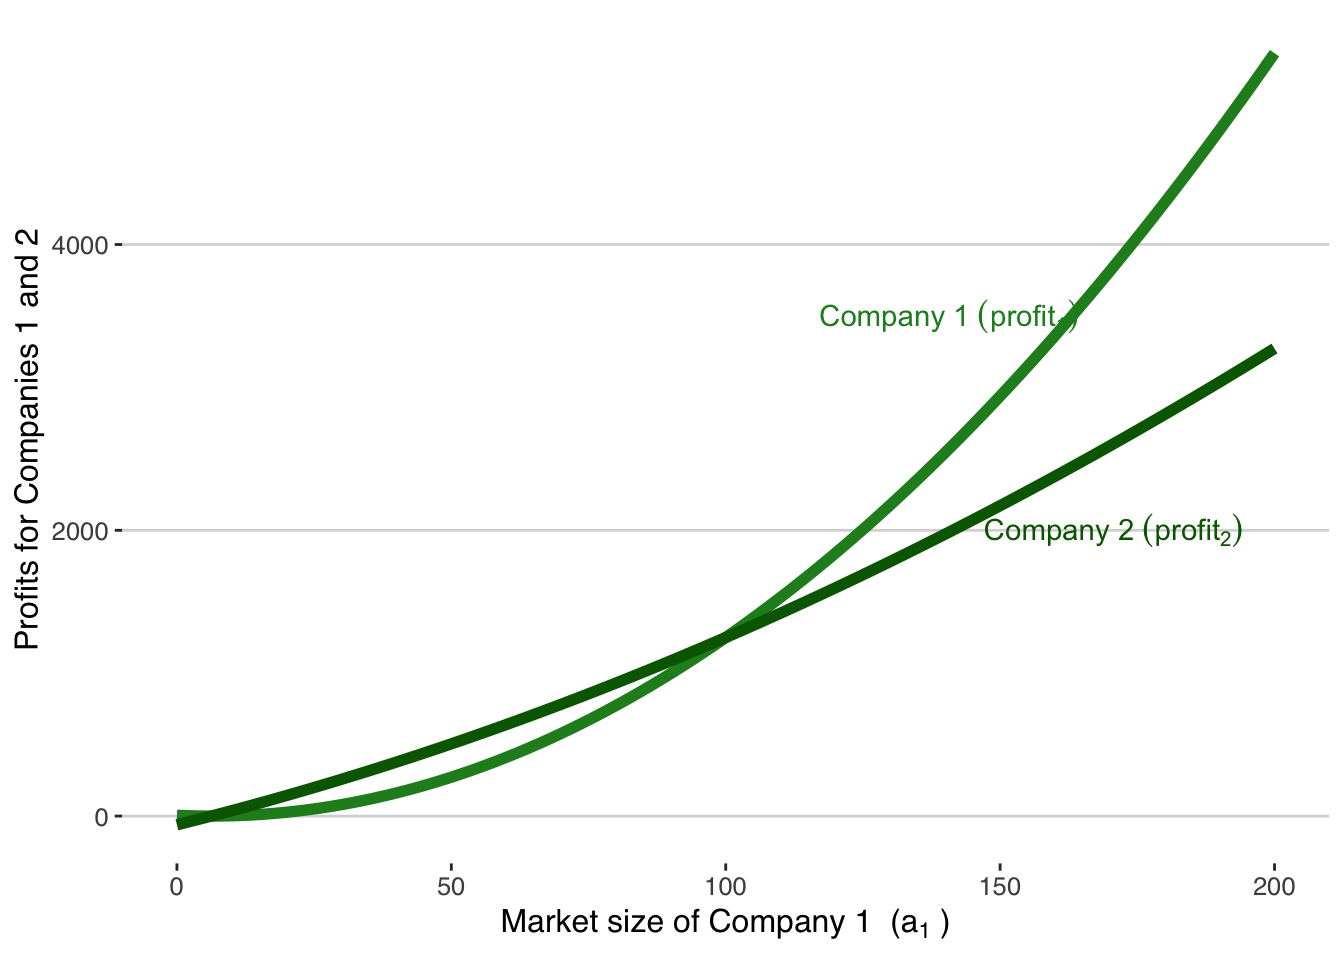 Profits for Companies 1 and 2
4000
2000
0
Company 1 (profit₁)
Company 2 (profit₂)
0 50 100 150 200
Market size of Company 1 (a₁ )